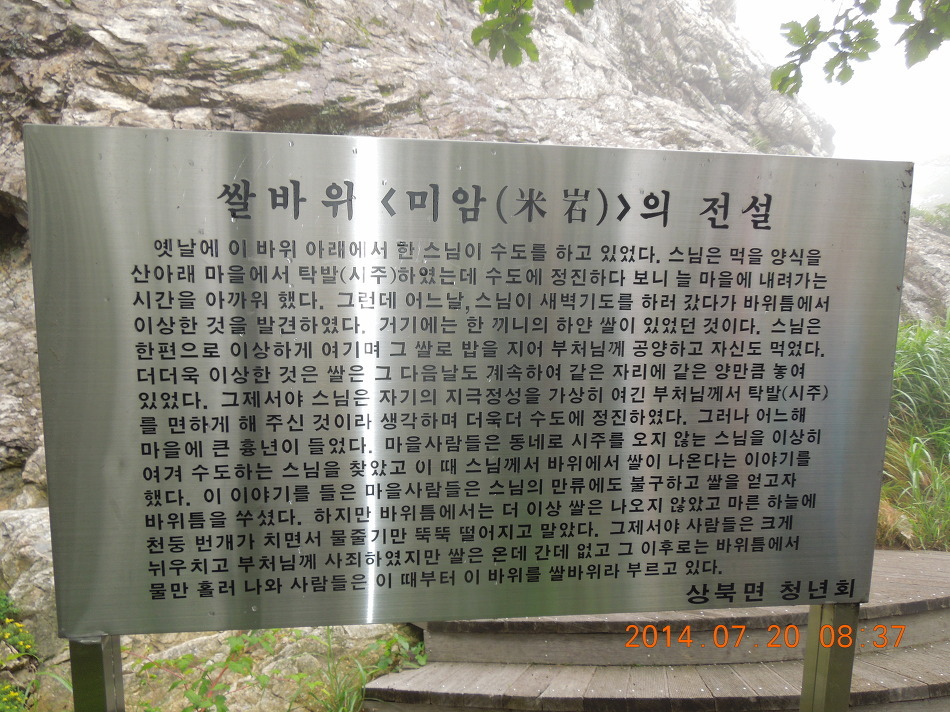 쌀바위 <미암(米岩)>의 전설
옛날에 이 바위 아래에서 한 스님이 수도를 하고 있었다. 스님은 먹을 양식을
산아래 마을에서 탁발(시주)하였는데 수도에 정진하다 보니 늘 마을에 내려가는
시간을 아까워 했다. 그런데 어느날, 스님이 새벽기도를 하러 갔다가 바위틈에서
이상한 것을 발견하였다. 거기에는 한 끼니의 하얀 쌀이 있었던 것이다. 스님은
한편으로 이상하게 여기며 그 쌀로 밥을 지어 부처님께 공양하고 자신도 먹었다.
더더욱 이상한 것은 쌀은 그 다음날도 계속하여 같은 자리에 같은 양만큼 놓여
있었다. 그제서야 스님은 자기의 지극정성을 가상히 여긴 부처님께서 탁발(시주)
를 면하게 해 주신 것이라 생각하며 더욱더 수도에 정진하였다. 그러나 어느해
마을에 큰 흉년이 들었다. 마을사람들은 동네로 시주를 오지 않는 스님을 이상히
여겨 수도하는 스님을 찾았고 이 때 스님께서 바위에서 쌀이 나온다는 이야기를
했다. 이 이야기를 들은 마을사람들은 스님의 만류에도 불구하고 쌀을 얻고자
바위틈을 쑤셨다. 하지만 바위틈에서는 더 이상 쌀은 나오지 않았고 마른 하늘에
천둥 번개가 치면서 물줄기만 뚝뚝 떨어지고 말았다. 그제서야 사람들은 크게
뉘우치고 부처님께 사죄하였지만 쌀은 온데 간데 없고 그 이후로는 바위틈에서
물만 흘러 나와 사람들은 이 때부터 이 바위를 쌀바위라 부르고 있다.
상북면 청년회
2014.07.20 08:37